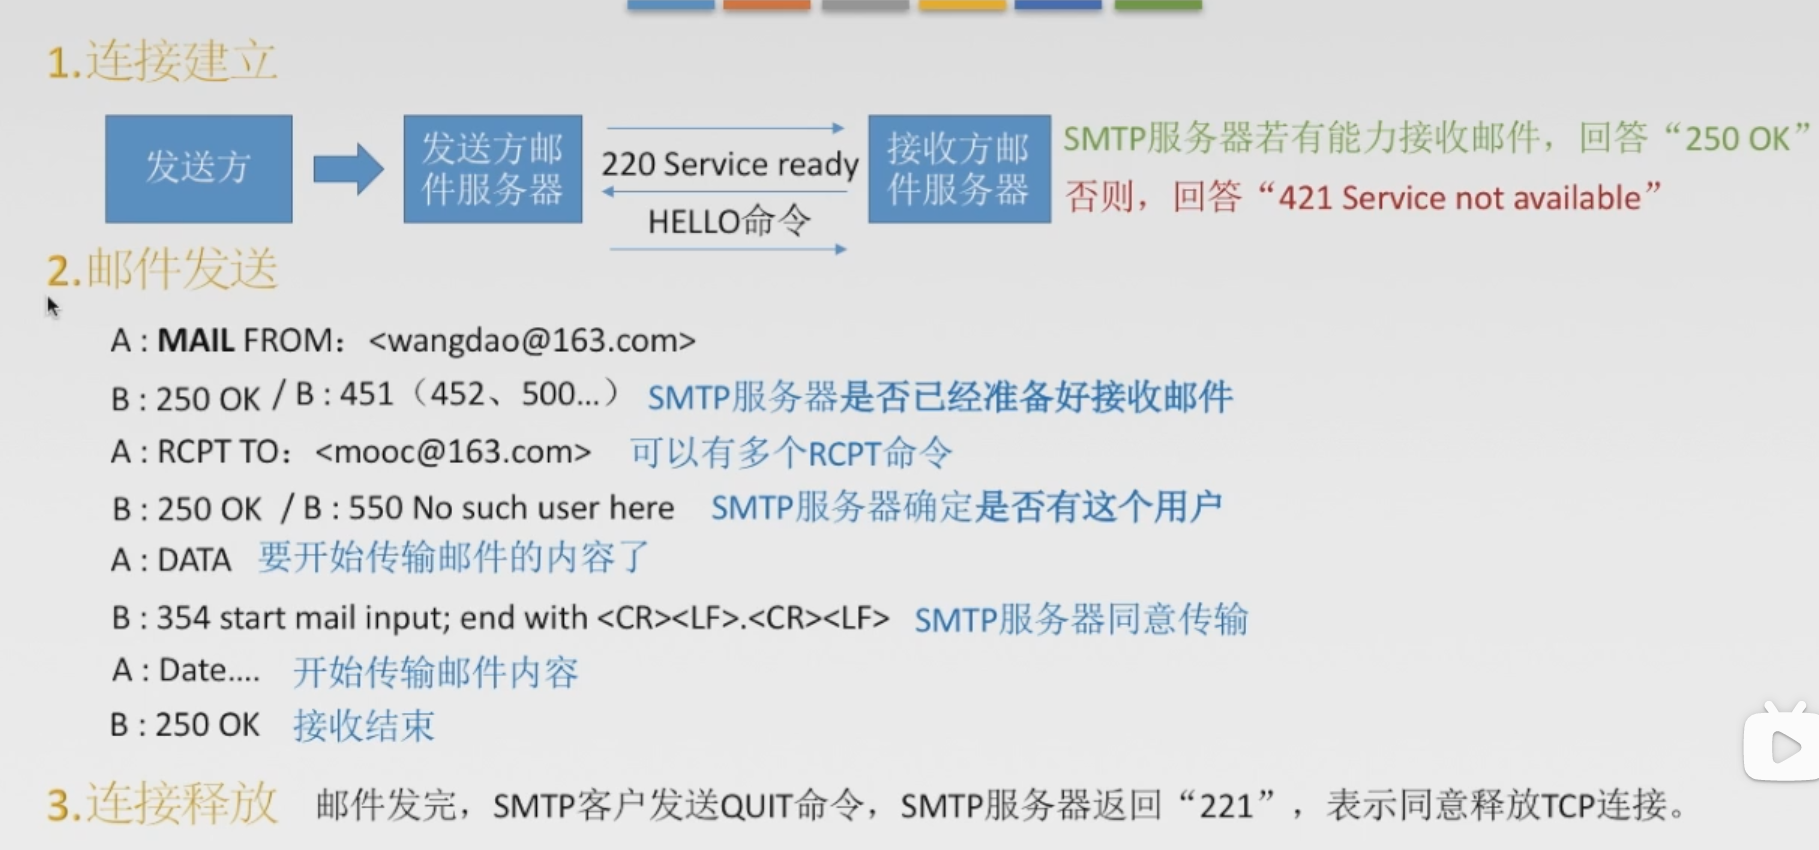 1.连接建立
发送方
发送方邮
件服务器
220 Service ready
HELLO命令
接收方邮
件服务器
SMTP服务器若有能力接收邮件，回答“250 OK”
否则，回答“421 Service not available”
2.邮件发送
A : MAIL FROM：<wangdao@163.com>
B : 250 OK / B : 451（452、500...） SMTP服务器是否已经准备好接收邮件
A : RCPT TO：<mooc@163.com> 可以有多个RCPT命令
B : 250 OK / B : 550 No such user here SMTP服务器确定是否有这个用户
A : DATA 要开始传输邮件的内容了
B : 354 start mail input; end with <CR><LF>.<CR><LF> SMTP服务器同意传输
A : Date.... 开始传输邮件内容
B : 250 OK 接收结束
3.连接释放 邮件发完，SMTP客户发送QUIT命令，SMTP服务器返回“221”，表示同意释放TCP连接。